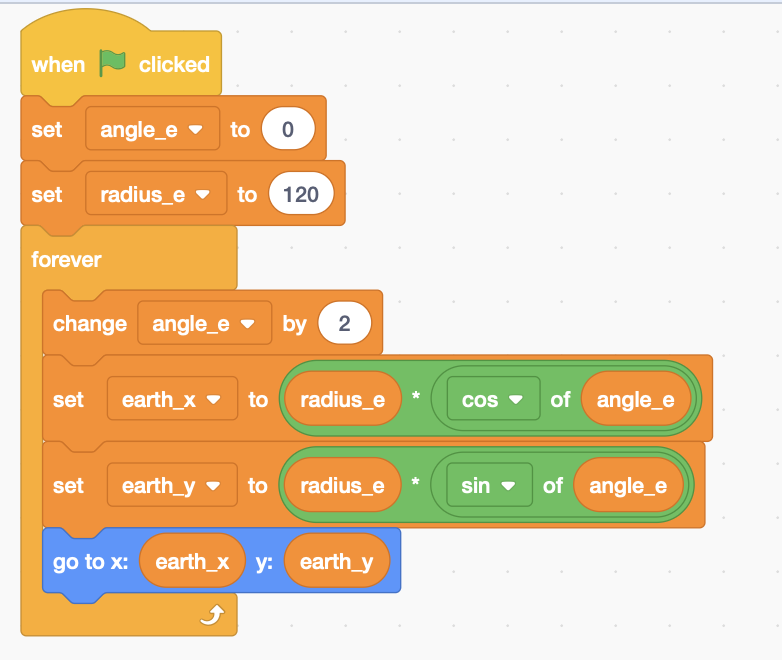 when clicked
set angle_e to 0
set radius_e to 120
forever
change angle_e by 2
set earth_x to radius_e * cos of angle_e
set earth_y to radius_e * sin of angle_e
go to x: earth_x y: earth_y